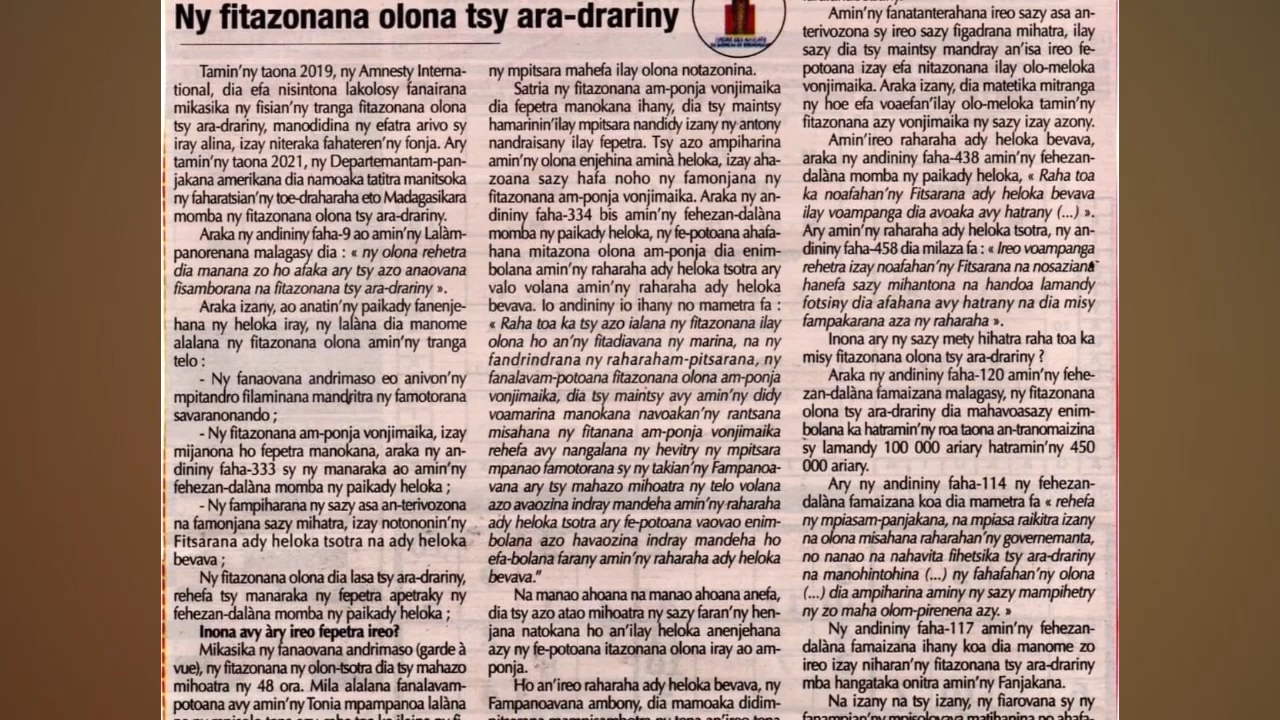 Ny fitazonana olona tsy ara-drariny
Tamin'ny taona 2019, ny Amnesty Interna-
tional, dia efa nisintona lakolosy fanairana
mikasika ny fisian'ny tranga fitazonana olona
tsy ara-drariny, manodidina ny efatra arivo sy
iray alina, izay niteraka fahateren'ny fonja. Ary
tamin'ny taona 2021, ny Departemantam-pan-
jakana amerikana dia namoaka tatitra manitsoka
ny faharatsian'ny toe-draharaha eto Madagasikara
momba ny fitazonana olona tsy ara-drariny.
Araka ny andininy faha-9 ao amin'ny Lalàm-
panorenana malagasy dia : « ny olona rehetra
dia manana zo ho afaka ary tsy azo anaovana
fisamborana na fitazonana tsy ara-drariny ».
Araka izany, ao anatin'ny paikady fanenje-
hana ny heloka iray, ny lalàna dia manome
alalana ny fitazonana olona amin'ny tranga
telo :
- Ny fanaovana andrimaso eo anivon'ny
mpitandro filaminana mandritra ny famotorana
savaranonando ;
- Ny fitazonana am-ponja vonjimaika, izay
mijanona ho fepetra manokana, araka ny an-
dininy faha-333 sy ny manaraka ao amin'ny
fehezan-dalàna momba ny paikady heloka ;
- Ny fampiharana ny sazy asa an-terivozona
na famonjana sazy mihatra, izay notononin'ny
Fitsarana ady heloka tsotra na ady heloka
bevava ;
Ny fitazonana olona dia lasa tsy ara-drariny,
rehefa tsy manaraka ny fepetra apetraky ny
fehezan-dalàna momba ny paikady heloka ;
Inona avy àry ireo fepetra ireo?
Mikasika ny fanaovana andrimaso (garde à
vue), ny fitazonana ny olon-tsotra dia tsy mahazo
mihoatra ny 48 ora. Mila alalana fanalavam-
potoana avy amin'ny Tonia mpampanoa lalàna
ny mpitsara mahefa ilay olona notazonina.
Satria ny fitazonana am-ponja vonjimaika
dia fepetra manokana ihany, dia tsy maintsy
hamarinin'ilay mpitsara nandidy izany ny antony
nandraisany ilay fepetra. Tsy azo ampiharina
amin'ny olona enjehina aminà heloka, izay aha-
zoana sazy hafa noho ny famonjana ny
fitazonana am-ponja vonjimaika. Araka ny an-
dininy faha-334 bis amin'ny fehezan-dalàna
momba ny paikady heloka, ny fe-potoana ahafa-
hana mitazona olona am-ponja dia enim-
bolana amin'ny raharaha ady heloka tsotra ary
valo volana amin'ny raharaha ady heloka
bevava. Io andininy io ihany no mametra fa :
« Raha toa ka tsy azo ialana ny fitazonana ilay
olona ho an'ny fitadiavana ny marina, na ny
fandrindrana ny raharaham-pitsarana, ny
fanalavam-potoana fitazonana olona am-ponja
vonjimaika, dia tsy maintsy avy amin'ny didy
voamarina manokana navoakan'ny rantsana
misahana ny fitanana am-ponja vonjimaika
rehefa avy nangalana ny hevitry ny mpitsara
mpanao famotorana sy ny takian'ny Fampanoa-
vana ary tsy mahazo mihoatra ny telo volana
azo avaozina indray mandeha amin'ny raharaha
ady heloka tsotra ary fe-potoana vaovao enim-
bolana azo havaozina indray mandeha ho
efa-bolana farany amin'ny raharaha ady heloka
bevava."
Na manao ahoana na manao ahoana anefa,
dia tsy azo atao mihoatra ny sazy faran'ny hen-
jana natokana ho an'ilay heloka anenjehana
azy ny fe-potoana itazonana olona iray ao am-
ponja.
Ho an'ireo raharaha ady heloka bevava, ny
Fampanoavana ambony, dia mamoaka didim-
Amin'ny fanatanterahana ireo sazy asa an-
terivozona sy ireo sazy figadrana mihatra, ilay
sazy dia tsy maintsy mandray an'isa ireo fe-
potoana izay efa nitazonana ilay olo-meloka
vonjimaika. Araka izany, dia matetika mitranga
ny hoe efa voaefan'ilay olo-meloka tamin'ny
fitazonana azy vonjimaika ny sazy izay azony.
Amin'ireo raharaha ady heloka bevava,
araka ny andininy faha-438 amin'ny fehezan-
dalàna momba ny paikady heloka, « Raha toa
ka noafahan'ny Fitsarana ady heloka bevava
ilay voampanga dia avoaka avy hatrany (...) ».
Ary amin'ny raharaha ady heloka tsotra, ny an-
dininy faha-458 dia milaza fa : « Ireo voampanga
rehetra izay noafahan'ny Fitsarana na nosaziana
hanefa sazy mihantona na handoa lamandy
fotsiny dia afahana avy hatrany na dia misy
fampakarana aza ny raharaha ».
Inona ary ny sazy mety hihatra raha toa ka
misy fitazonana olona tsy ara-drariny ?
Araka ny andininy faha-120 amin'ny fehe-
zan-dalàna famaizana malagasy, ny fitazonana
olona tsy ara-drariny dia mahavoasazy enim-
bolana ka hatramin'ny roa taona an-tranomaizina
sy lamandy 100 000 ariary hatramin'ny 450
000 ariary.
Ary ny andininy faha-114 ny fehezan-
dalàna famaizana koa dia mametra fa « rehefa
ny mpiasam-panjakana, na mpiasa raikitra izany
na olona misahana raharahan'ny governemanta,
no nanao na nahavita fihetsika tsy ara-drariny
na manohintohina (...) ny fahafahan'ny olona
(...) dia ampiharina aminy ny sazy mampihetry
ny zo maha olom-pirenena azy. »
Ny andininy faha-117 amin'ny fehezan-
dalàna famaizana ihany koa dia manome zo
ireo izay niharan'ny fitazonana tsy ara-drariny
mba hangataka onitra amin'ny Fanjakana.
Na izany na tsy izany, ny fiarovana sy ny